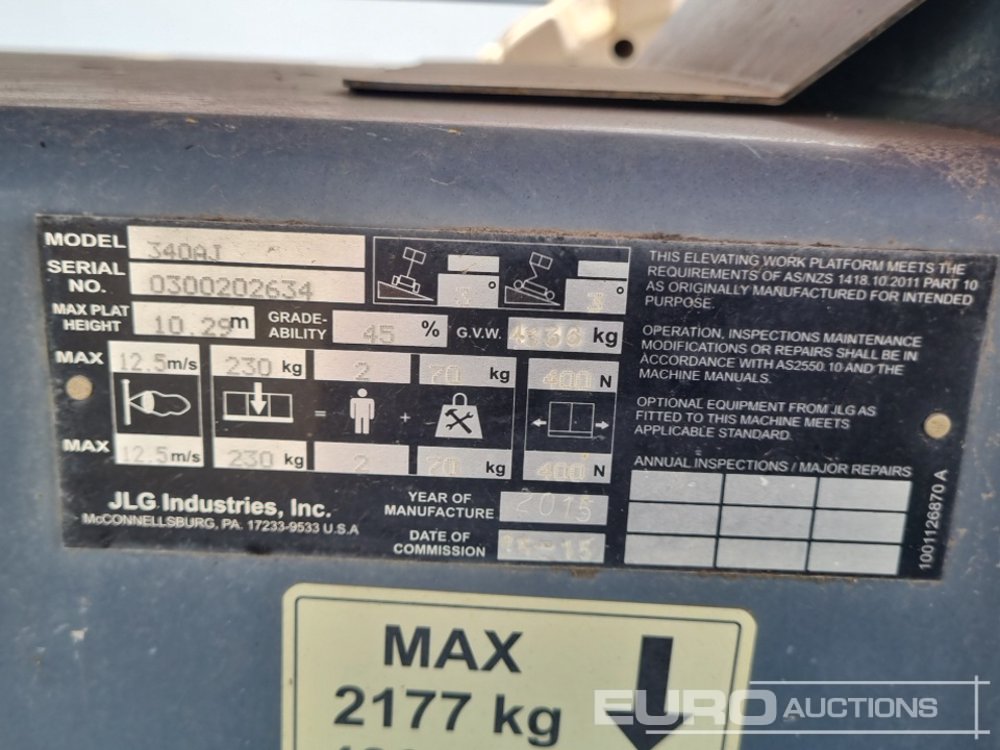 MODEL 340AJ
SERIAL NO. 0300202634
MAX PLAT HEIGHT 10.29m GRADE-ABILITY 45 % G.V.W. kg
° 3 °
MAX 12.5m/s 230 kg 2 70 kg 400 N
= +
MAX 12.5m/s 230 kg 2 70 kg 400 N
JLG Industries, Inc.
McCONNELLSBURG, PA. 17233-9533 U.S.A
YEAR OF MANUFACTURE 2015
DATE OF COMMISSION
THIS ELEVATING WORK PLATFORM MEETS THE
REQUIREMENTS OF AS/NZS 1418.10.2011 PART 10
AS ORIGINALLY MANUFACTURED FOR INTENDED
PURPOSE.
OPERATION, INSPECTIONS MAINTENANCE
MODIFICATIONS OR REPAIRS SHALL BE IN
ACCORDANCE WITH AS2550.10 AND THE
MACHINE MANUALS.
OPTIONAL EQUIPMENT FROM JLG AS
FITTED TO THIS MACHINE MEETS
APPLICABLE STANDARD.
ANNUAL INSPECTIONS / MAJOR REPAIRS
1001126870 A
MAX
2177 kg
EURO AUCTIONS